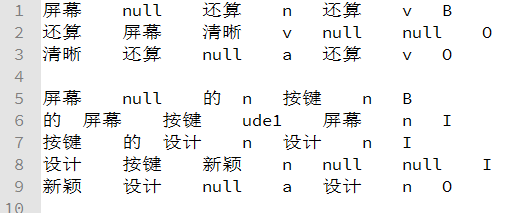 1 屏幕 null 还算 n 还算 v B
2 还算 屏幕 清晰 v null null O
3 清晰 还算 null a 还算 v O
4
5 屏幕 null 的 n 按键 n B
6 的 屏幕 按键 ude1 屏幕 n I
7 按键 的 设计 n 设计 n I
8 设计 按键 新颖 n null null I
9 新颖 设计 null a 设计 n O
10